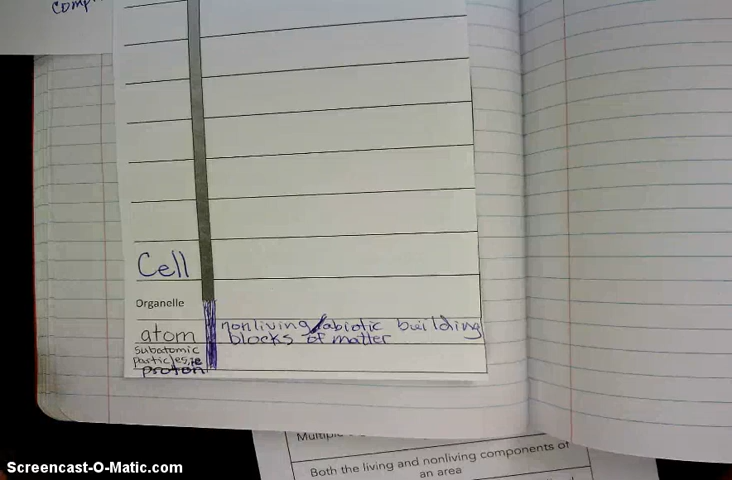 Cell
Organelle
nonliving/abiotic building
atom
blocks of matter
subatomic
particles, ie
proton
Both the living and nonliving components of
an area
Screencast-O-Matic.com